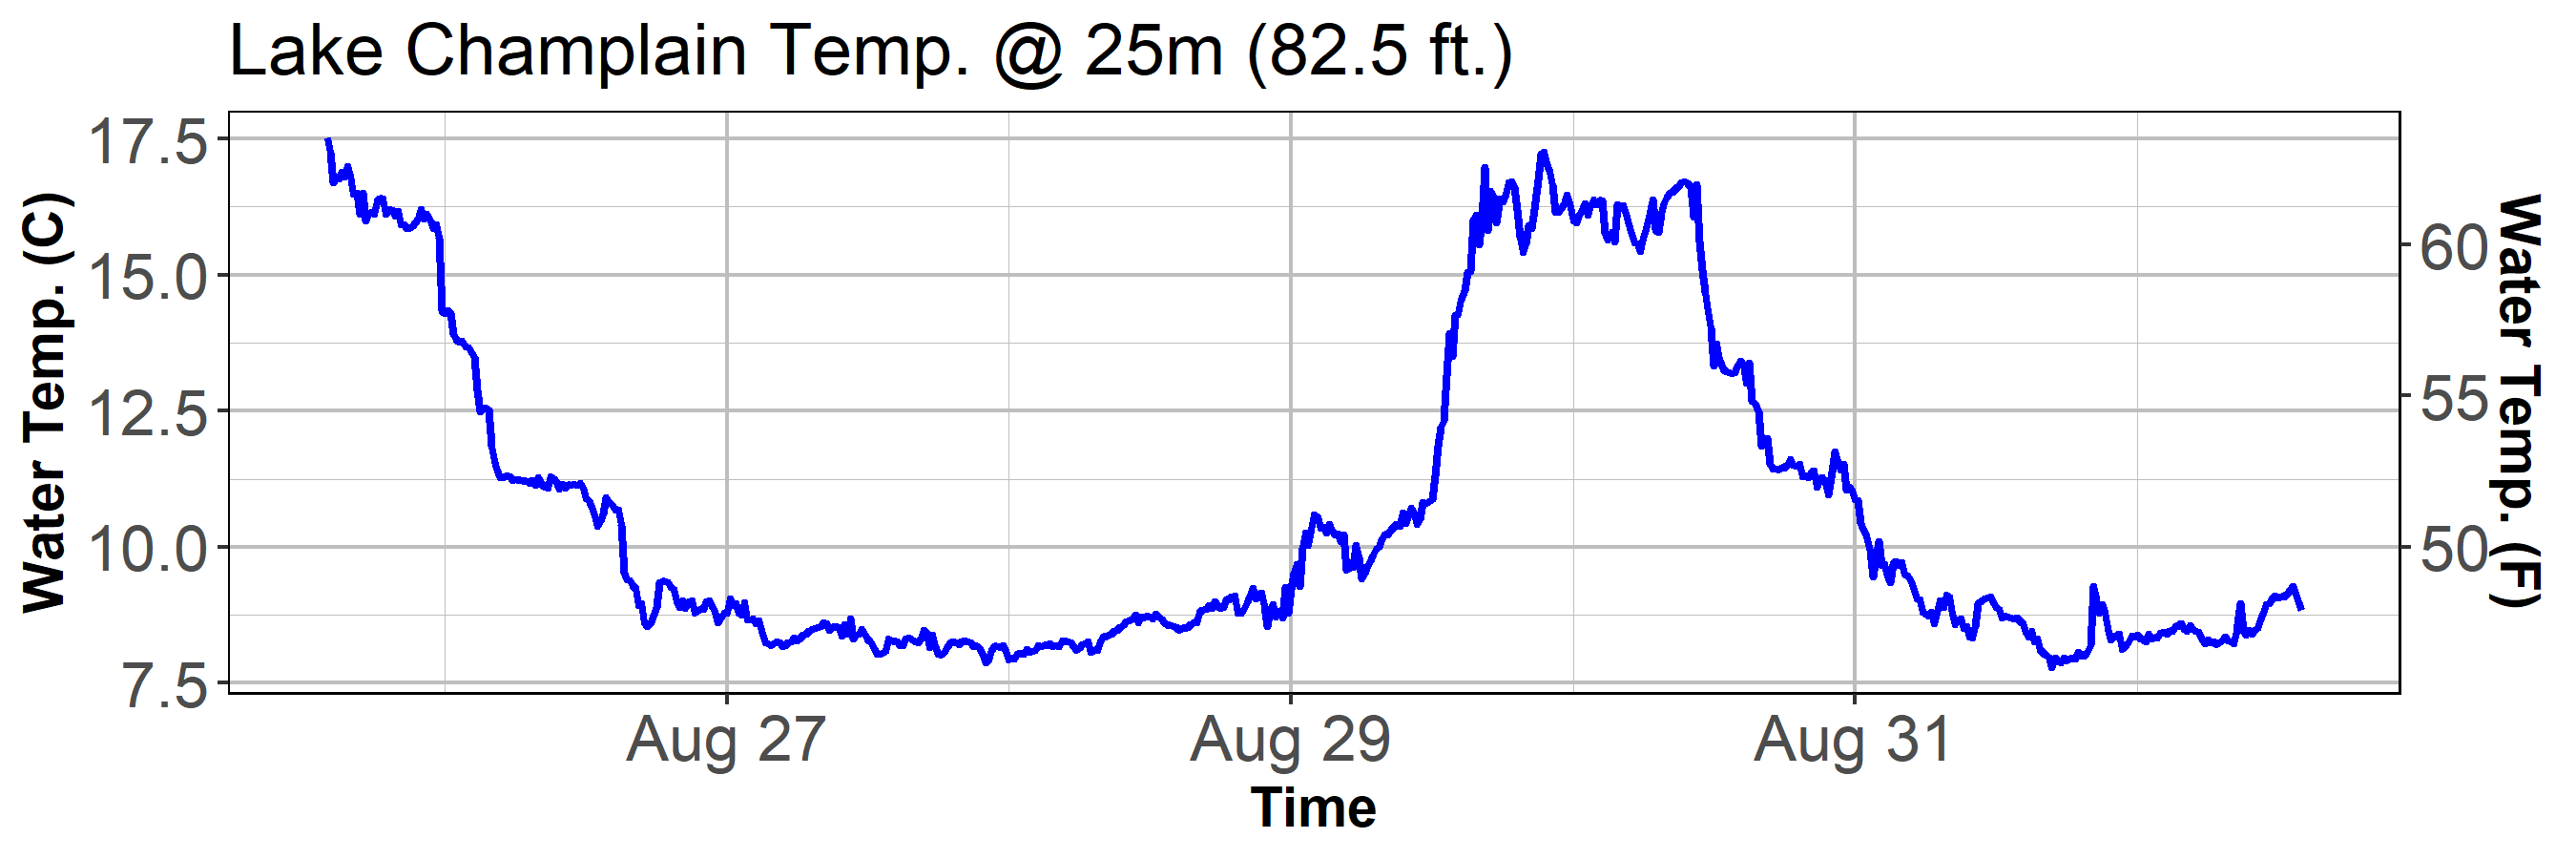 Lake Champlain Temp. @ 25m (82.5 ft.)
Water Temp. (C)
17.5
15.0
12.5
10.0
7.5
60
55
50
Water Temp. (F)
Aug 27
Aug 29
Aug 31
Time